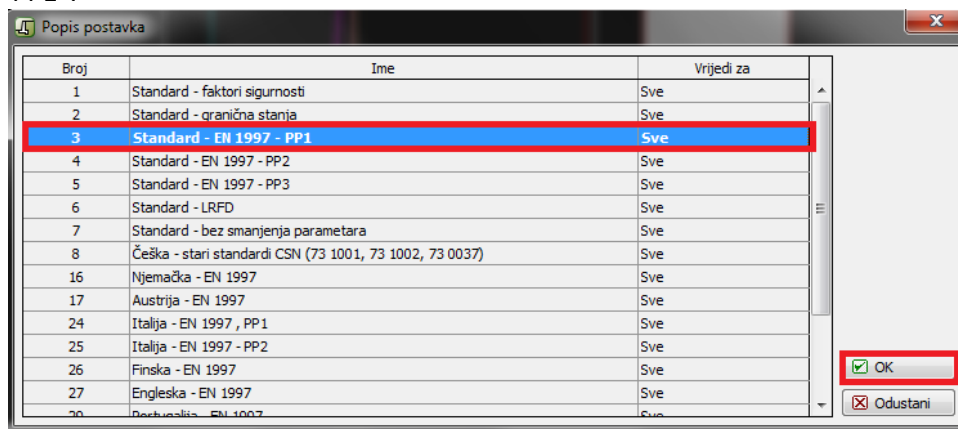 Popis postavka
Broj Ime Vrijedi za
1 Standard - faktori sigurnosti Sve
2 Standard - granična stanja Sve
3 Standard - EN 1997 - PP1 Sve
4 Standard - EN 1997 - PP2 Sve
5 Standard - EN 1997 - PP3 Sve
6 Standard - LRFD Sve
7 Standard - bez smanjenja parametara Sve
8 Češka - stari standardi CSN (73 1001, 73 1002, 73 0037) Sve
16 Njemačka - EN 1997 Sve
17 Austrija - EN 1997 Sve
24 Italija - EN 1997 , PP1 Sve
25 Italija - EN 1997 - PP2 Sve
26 Finska - EN 1997 Sve
OK
27 Engleska - EN 1997 Sve
Odustani
Portugalija - EN 1997 Sve